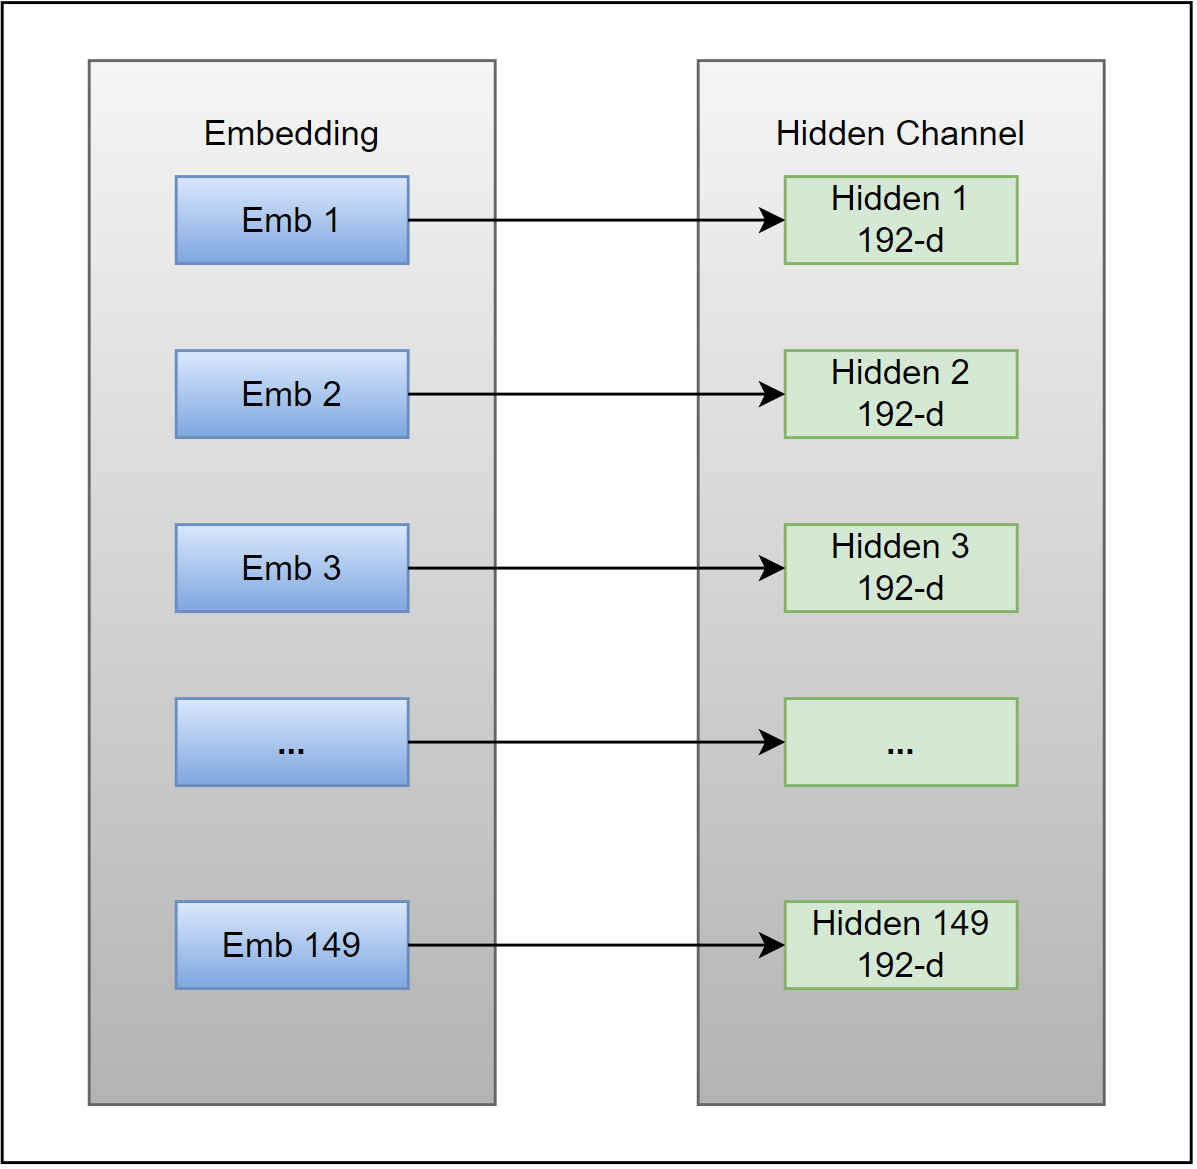 Embedding
Hidden Channel
Emb 1
Hidden 1
192-d
Emb 2
Hidden 2
192-d
Emb 3
Hidden 3
192-d
...
...
Emb 149
Hidden 149
192-d